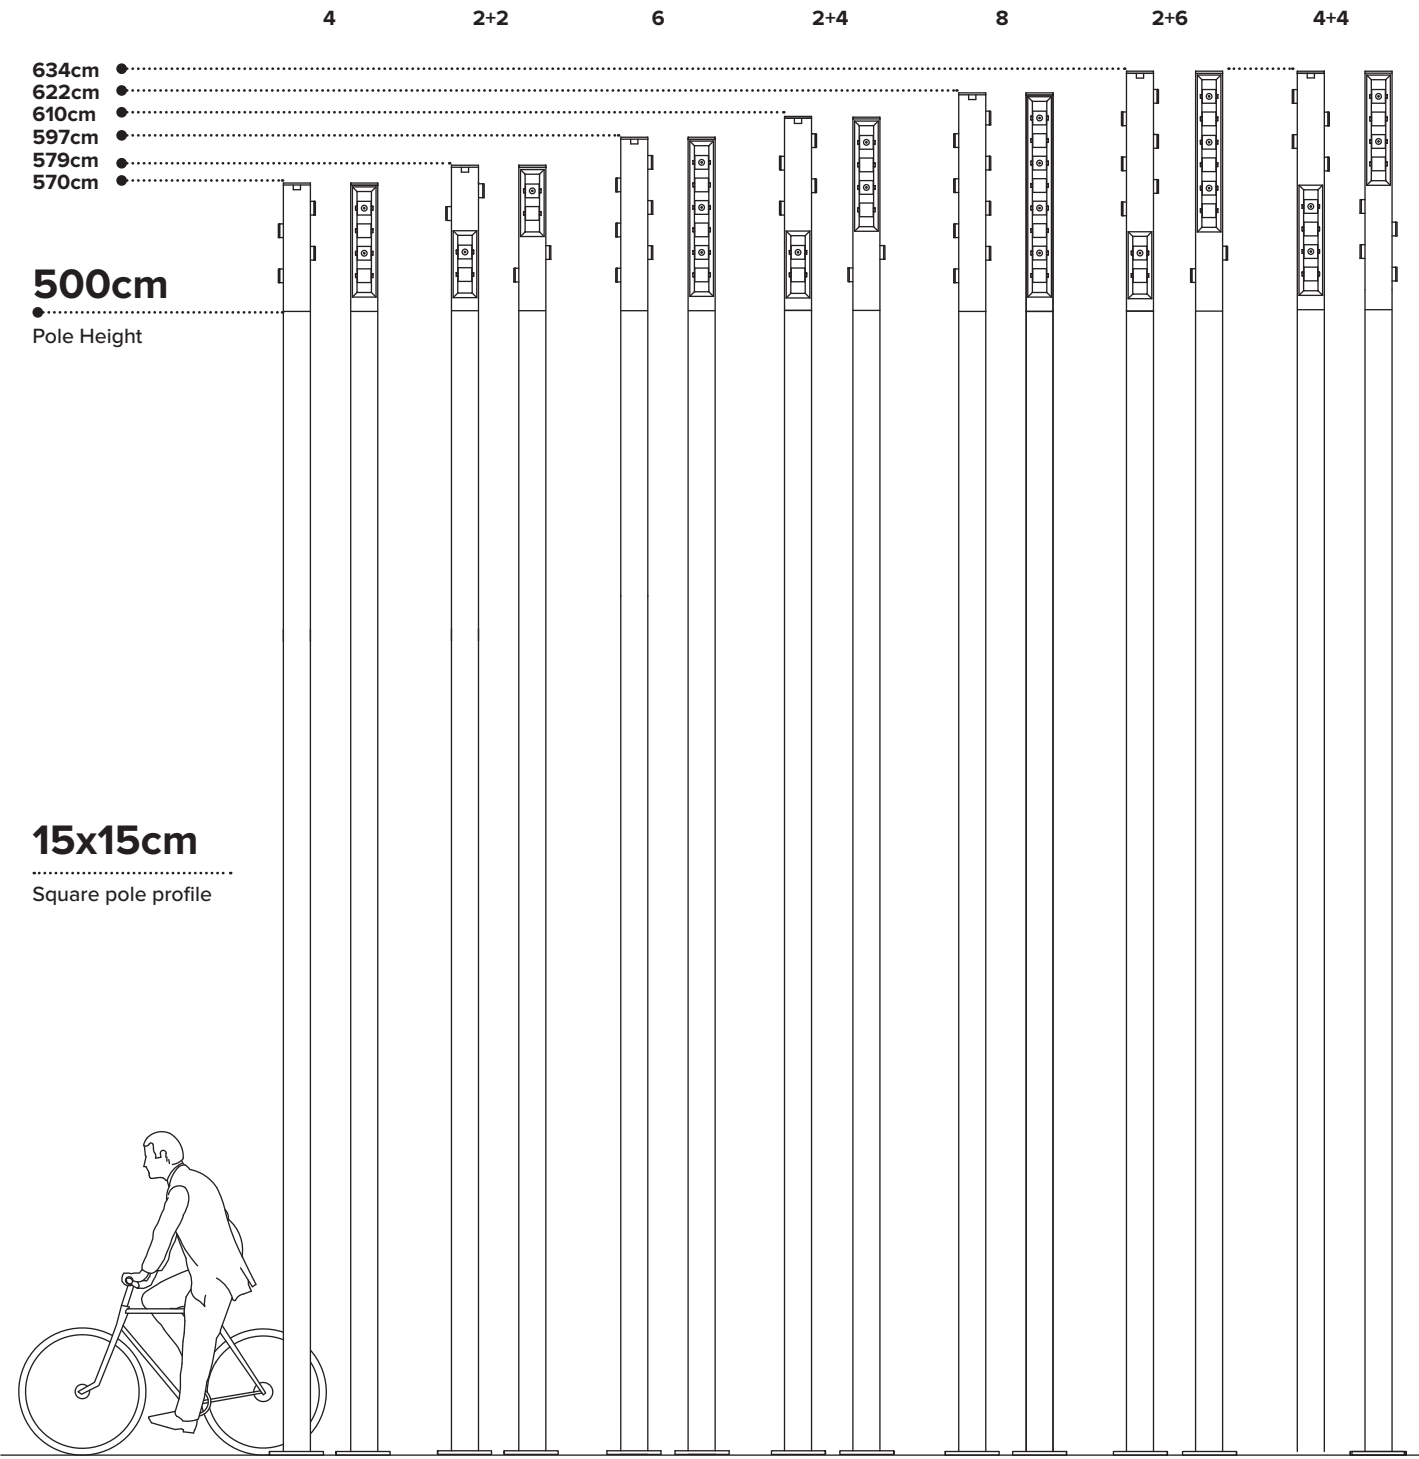 4 2+2 6 2+4 8 2+6 4+4
634cm
622cm
610cm
597cm
579cm
570cm
500cm
Pole Height
15x15cm
Square pole profile